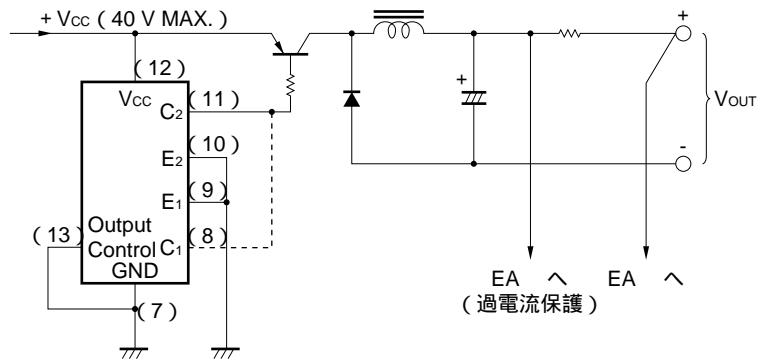 + VCC ( 40 V MAX. )
( 12 )
VCC
C2
( 11 )
( 10 )
E2
E1
( 9 )
Output
Control
( 13 )
C1
( 8 )
GND
( 7 )
+
+
VOUT
-
EA へ
( 過電流保護 )
EA へ